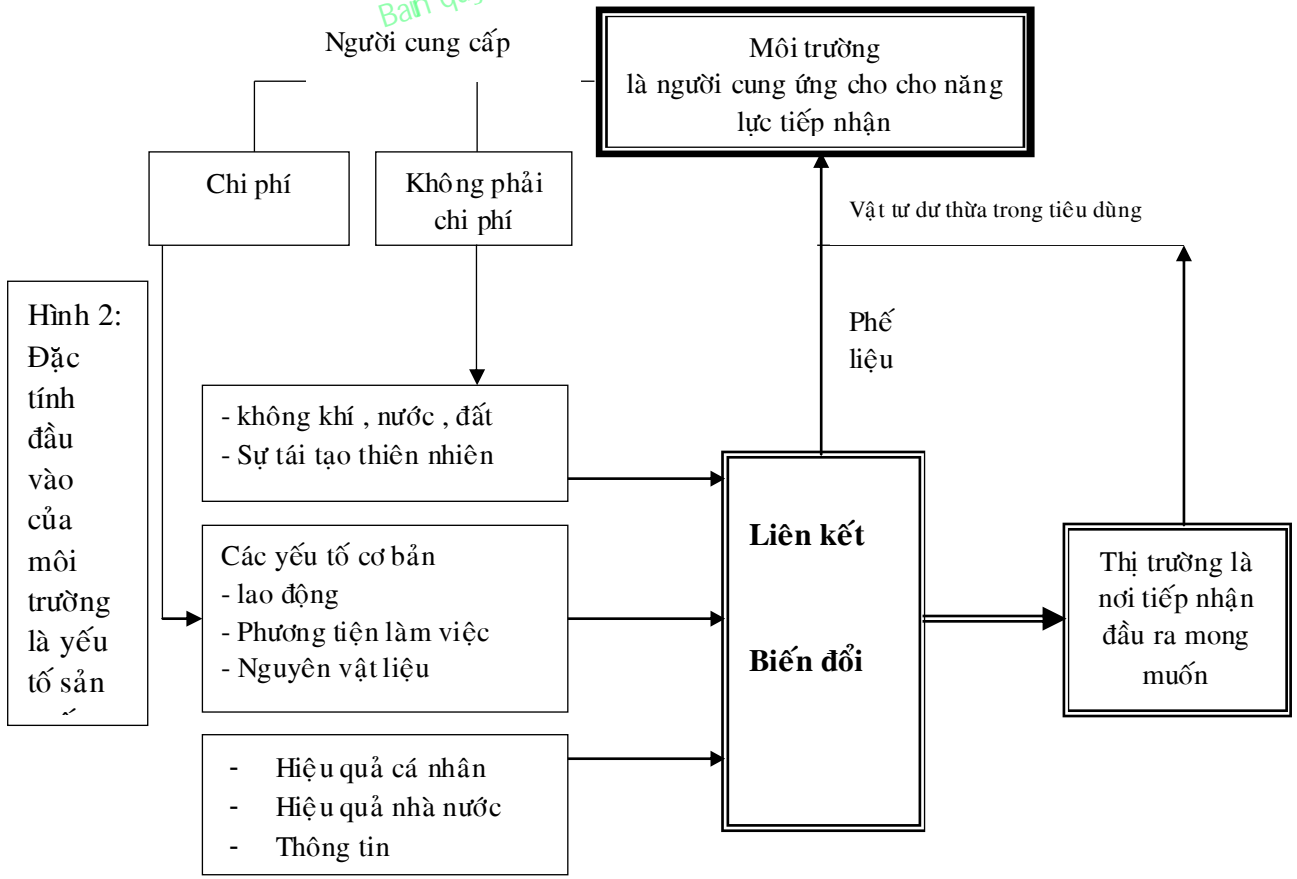 Người cung cấp
Môi trường
là người cung ứng cho cho năng
lực tiếp nhận
Chi phí
Không phải
chi phí
Vật tư dư thừa trong tiêu dùng
Phế
liệu
Hình 2:
Đặc
tính
đầu
vào
của
môi
trường
là yếu
tố sản
- không khí , nước , đất
- Sự tái tạo thiên nhiên
Các yếu tố cơ bản
- lao động
- Phương tiện làm việc
- Nguyên vật liệu
- Hiệu quả cá nhân
- Hiệu quả nhà nước
- Thông tin
Liên kết
Biến đổi
Thị trường là
nơi tiếp nhận
đầu ra mong
muốn